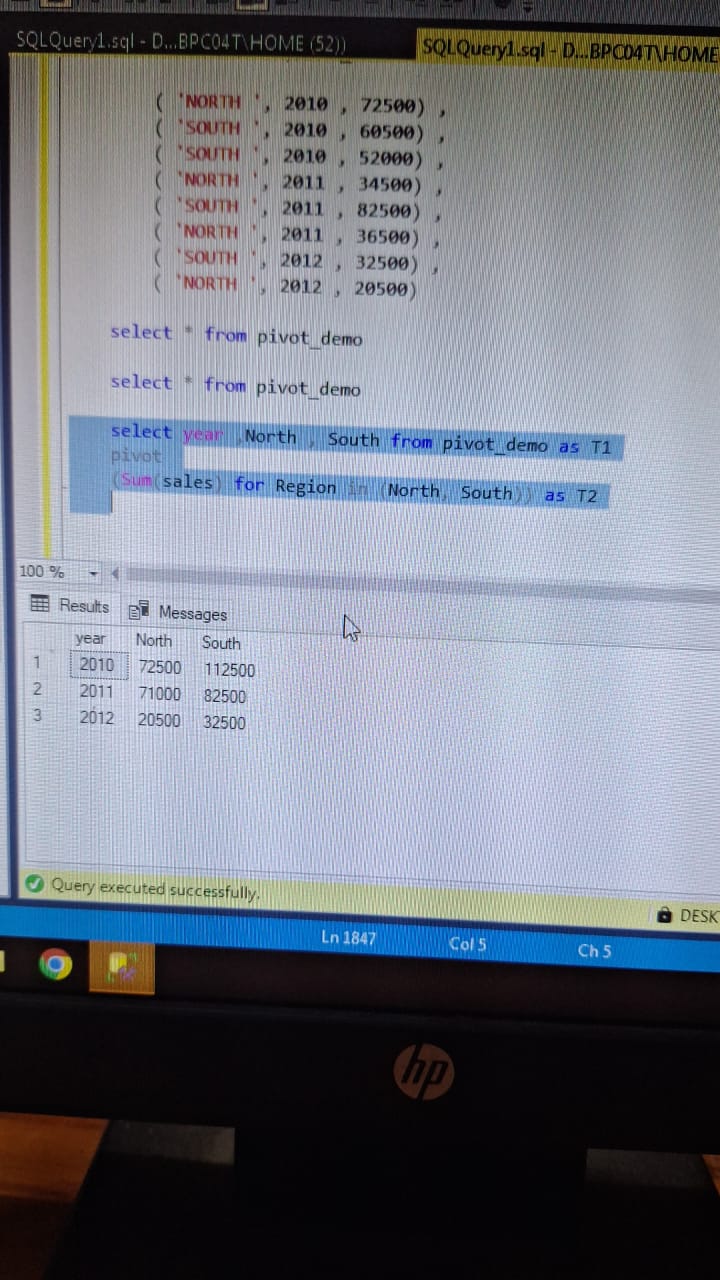 SQLQuery1.sql - D...BPC04T\HOME (52))
SQLQuery1.sql - D...BPC04T\HOME
( 'NORTH ', 2010 , 72500) ,
( 'SOUTH ', 2010 , 60500) ,
( 'SOUTH ', 2010 , 52000) ,
( 'NORTH ', 2011 , 34500) ,
( 'SOUTH ', 2011 , 82500) ,
( 'NORTH ', 2011 , 36500) ,
( 'SOUTH ', 2012 , 32500) ,
( 'NORTH ', 2012 , 20500)
select * from pivot_demo
select * from pivot_demo
select year ,North , South from pivot_demo as T1
pivot
(Sum(sales) for Region in (North, South)) as T2
100 %
Results Messages
year North South
1 2010 72500 112500
2 2011 71000 82500
3 2012 20500 32500
Query executed successfully.
DESK
Ln 1847 Col 5 Ch 5
hp